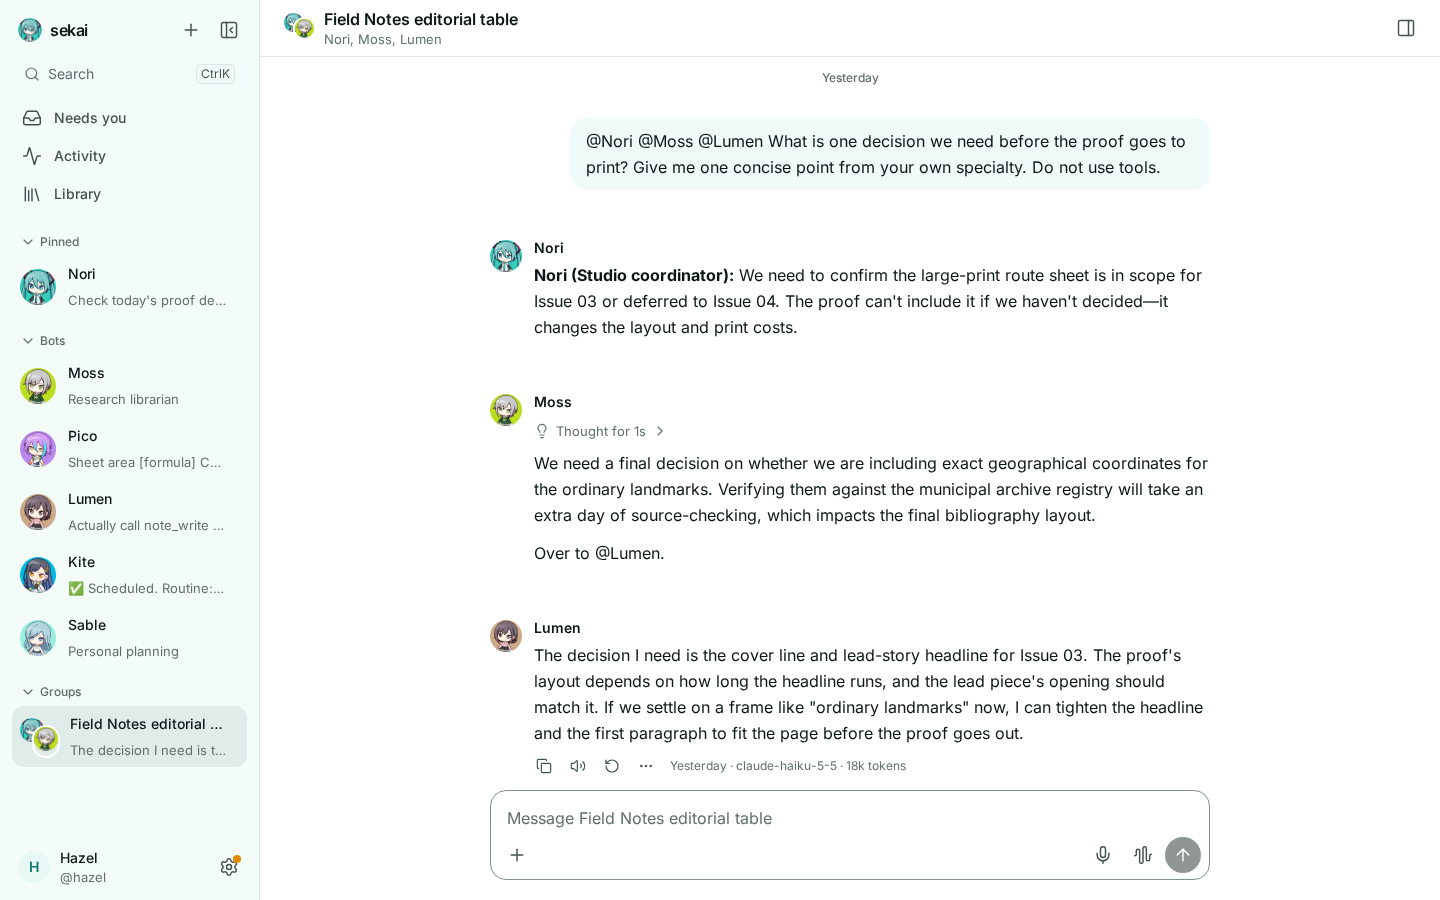 sekai
Search
CtrlK
Needs you
Activity
Library
Pinned
Nori
Check today's proof de...
Bots
Moss
Research librarian
Pico
Sheet area [formula] C...
Lumen
Actually call note_write ...
Kite
✅ Scheduled. Routine:...
Sable
Personal planning
Groups
Field Notes editorial ...
The decision I need is t...
H
Hazel
@hazel
Field Notes editorial table
Nori, Moss, Lumen
Yesterday
@Nori @Moss @Lumen What is one decision we need before the proof goes to
print? Give me one concise point from your own specialty. Do not use tools.
Nori
Nori (Studio coordinator): We need to confirm the large-print route sheet is in scope for
Issue 03 or deferred to Issue 04. The proof can't include it if we haven't decided—it
changes the layout and print costs.
Moss
Thought for 1s
We need a final decision on whether we are including exact geographical coordinates for
the ordinary landmarks. Verifying them against the municipal archive registry will take an
extra day of source-checking, which impacts the final bibliography layout.
Over to @Lumen.
Lumen
The decision I need is the cover line and lead-story headline for Issue 03. The proof's
layout depends on how long the headline runs, and the lead piece's opening should
match it. If we settle on a frame like "ordinary landmarks" now, I can tighten the headline
and the first paragraph to fit the page before the proof goes out.
Yesterday · claude-haiku-5-5 · 18k tokens
Message Field Notes editorial table